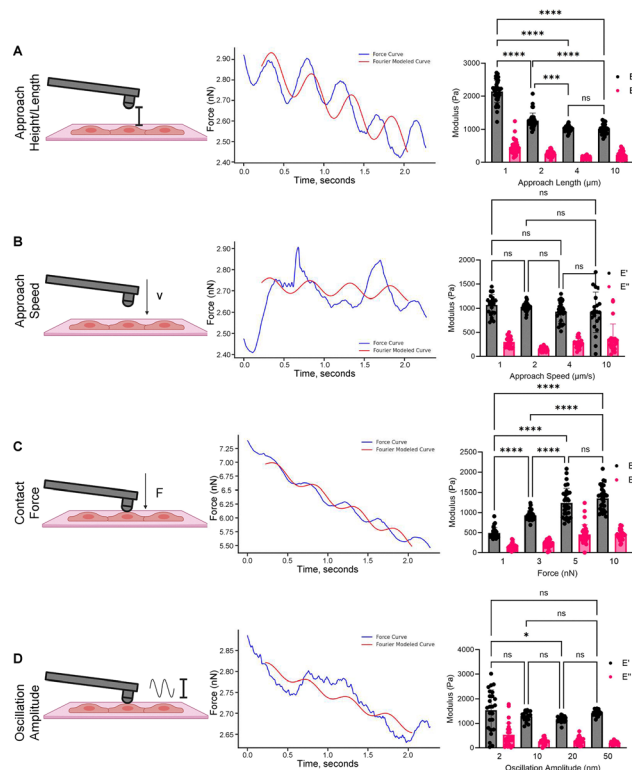 A
Approach
Height/Length
Force (nN)
2.90
2.80
2.70
2.60
2.50
2.40
0.0 0.5 1.0 1.5 2.0
Time, seconds
Force Curve
Fourier Modeled Curve
****
****
**** ****
***
ns
Modulus (Pa)
3000
2500
2000
1500
1000
500
0
1 2 4 10
Approach Length (µm)
E
E
B
Approach
Speed
v
Force (nN)
2.90
2.80
2.70
2.60
2.50
2.40
0.0 0.5 1.0 1.5 2.0
Time, seconds
Force Curve
Fourier Modeled Curve
ns
ns
ns ns
ns
Modulus (Pa)
2000
1500
1000
500
0
1 2 4 10
Approach Speed (µm/s)
E'
E"
C
Contact
Force
F
Force (nN)
7.25
7.00
6.75
6.50
6.25
6.00
5.75
5.50
0.0 0.5 1.0 1.5 2.0
Time, seconds
Force Curve
Fourier Modeled Curve
****
****
****
**** ****
ns
Modulus (Pa)
2500
2000
1500
1000
500
0
1 3 5 10
Force (nN)
E
E
D
Oscillation
Amplitude
Force (nN)
2.85
2.80
2.75
2.70
2.65
0.0 0.5 1.0 1.5 2.0
Time, seconds
Force Curve
Fourier Modeled Curve
ns
ns
*
ns ns ns
Modulus (Pa)
4000
3000
2000
1000
0
2 10 20 50
Oscillation Amplitude (nm)
E'
E"